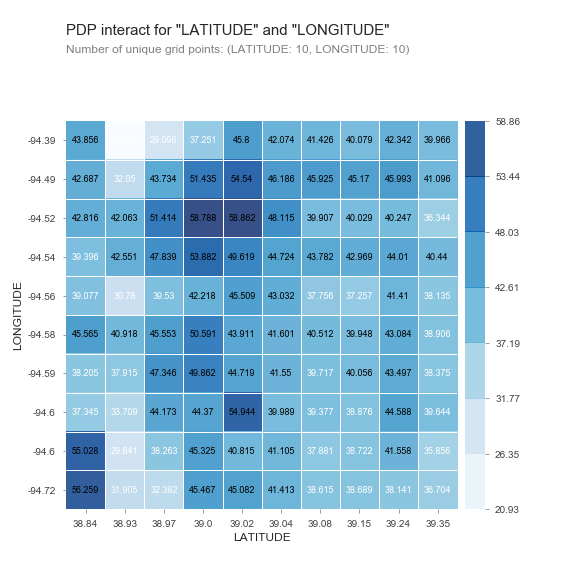 PDP interact for "LATITUDE" and "LONGITUDE"
Number of unique grid points: (LATITUDE: 10, LONGITUDE: 10)
-94.39 43.856 29.098 37.251 45.8 42.074 41.426 40.079 42.342 39.966 58.86
-94.49 42.687 32.05 43.734 51.435 54.54 46.186 45.925 45.17 45.993 41.096 53.44
-94.52 42.816 42.063 51.414 58.788 58.862 48.115 39.907 40.029 40.247 36.344 48.03
-94.54 39.396 42.551 47.839 53.882 49.619 44.724 43.782 42.969 44.01 40.44
LONGITUDE
-94.56 39.077 30.78 39.53 42.218 45.509 43.032 37.756 37.257 41.41 38.135 42.61
-94.58 45.565 40.918 45.553 50.591 43.911 41.601 40.512 39.948 43.084 38.906 37.19
-94.59 38.205 37.915 47.346 49.862 44.719 41.55 39.717 40.056 43.497 38.375
-94.6 37.345 33.709 44.173 44.37 54.944 39.989 39.377 38.876 44.588 39.644 31.77
-94.6 55.028 29.641 38.263 45.325 40.815 41.105 37.881 38.722 41.558 35.856 26.35
-94.72 56.259 31.905 32.382 45.467 45.082 41.413 38.615 38.689 38.141 36.704 20.93
38.84 38.93 38.97 39.0 39.02 39.04 39.08 39.15 39.24 39.35
LATITUDE